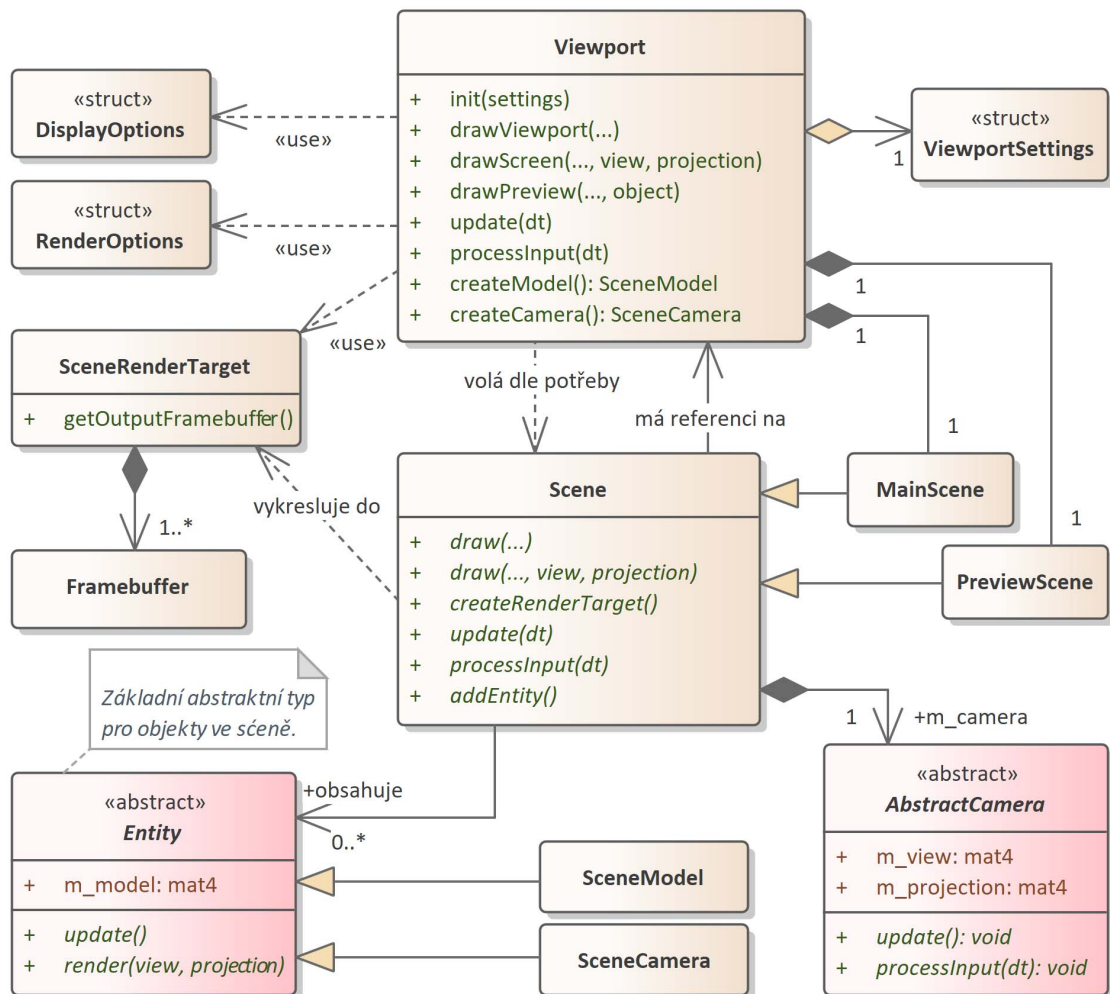 Viewport
+ init(settings)
+ drawViewport(...)
+ drawScreen(..., view, projection)
+ drawPreview(..., object)
+ update(dt)
+ processInput(dt)
+ createModel(): SceneModel
+ createCamera(): SceneCamera
«struct»
DisplayOptions
«use»
«struct»
RenderOptions
«use»
«struct»
ViewportSettings
1
1
1
«use»
SceneRenderTarget
+ getOutputFramebuffer()
volá dle potřeby
má referenci na
1
1
vykresluje do
1..*
Framebuffer
Scene
+ draw(...)
+ draw(..., view, projection)
+ createRenderTarget()
+ update(dt)
+ processInput(dt)
+ addEntity()
MainScene
PreviewScene
Základní abstraktní typ
pro objekty ve sćeně.
1
+m_camera
«abstract»
Entity
+ m_model: mat4
+ update()
+ render(view, projection)
+obsahuje
0..*
SceneModel
SceneCamera
«abstract»
AbstractCamera
+ m_view: mat4
+ m_projection: mat4
+ update(): void
+ processInput(dt): void